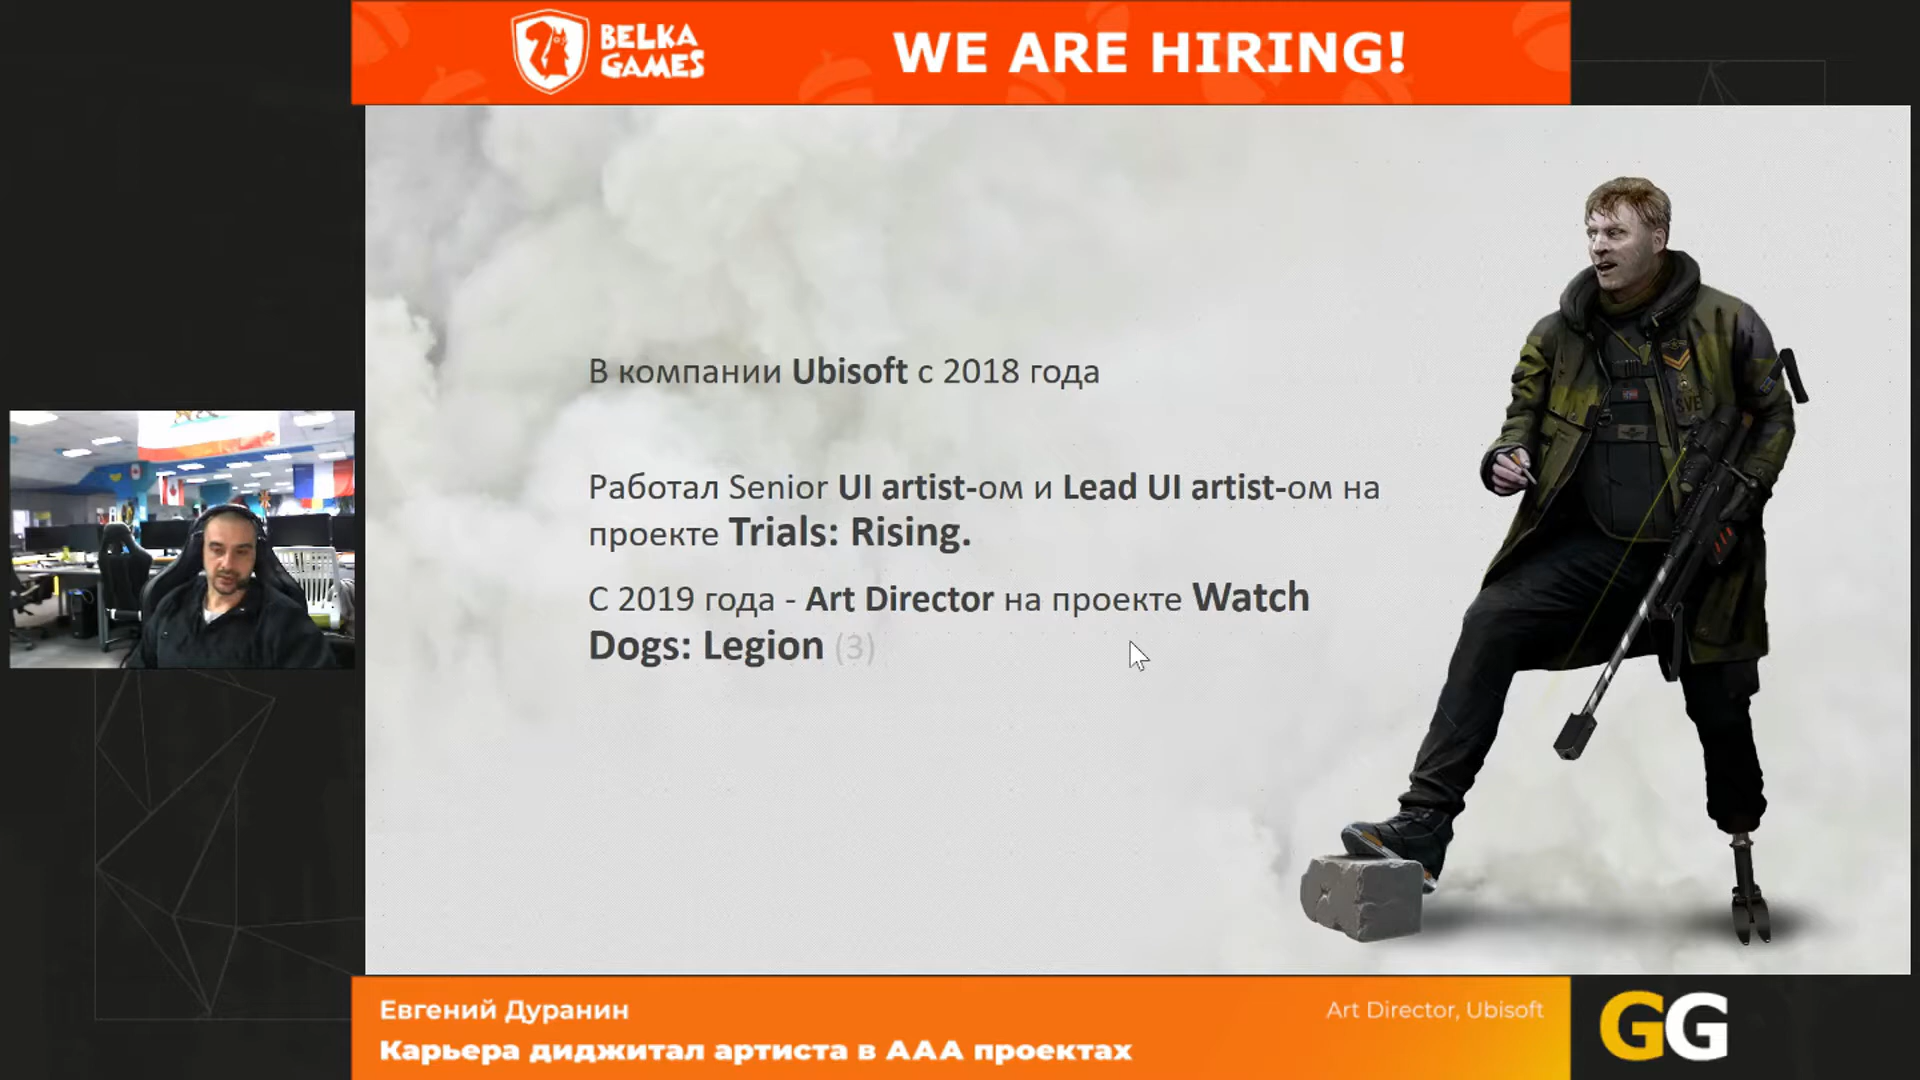 BELKA
GAMES
WE ARE HIRING!
В компании Ubisoft с 2018 года
Работал Senior UI artist-ом и Lead UI artist-ом на
проекте Trials: Rising.
С 2019 года - Art Director на проекте Watch
Dogs: Legion (3)
SVE
Евгений Дуранин
Art Director, Ubisoft
Карьера диджитал артиста в ААА проектах
GG